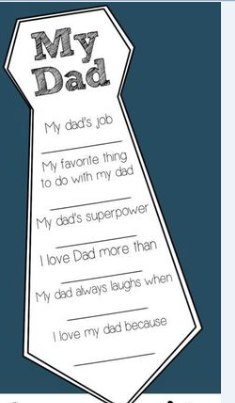 My
Dad
My dad's job
My favorite thing
to do with my dad
My dad's superpower
I love Dad more than
My dad always laughs when
I love my dad because